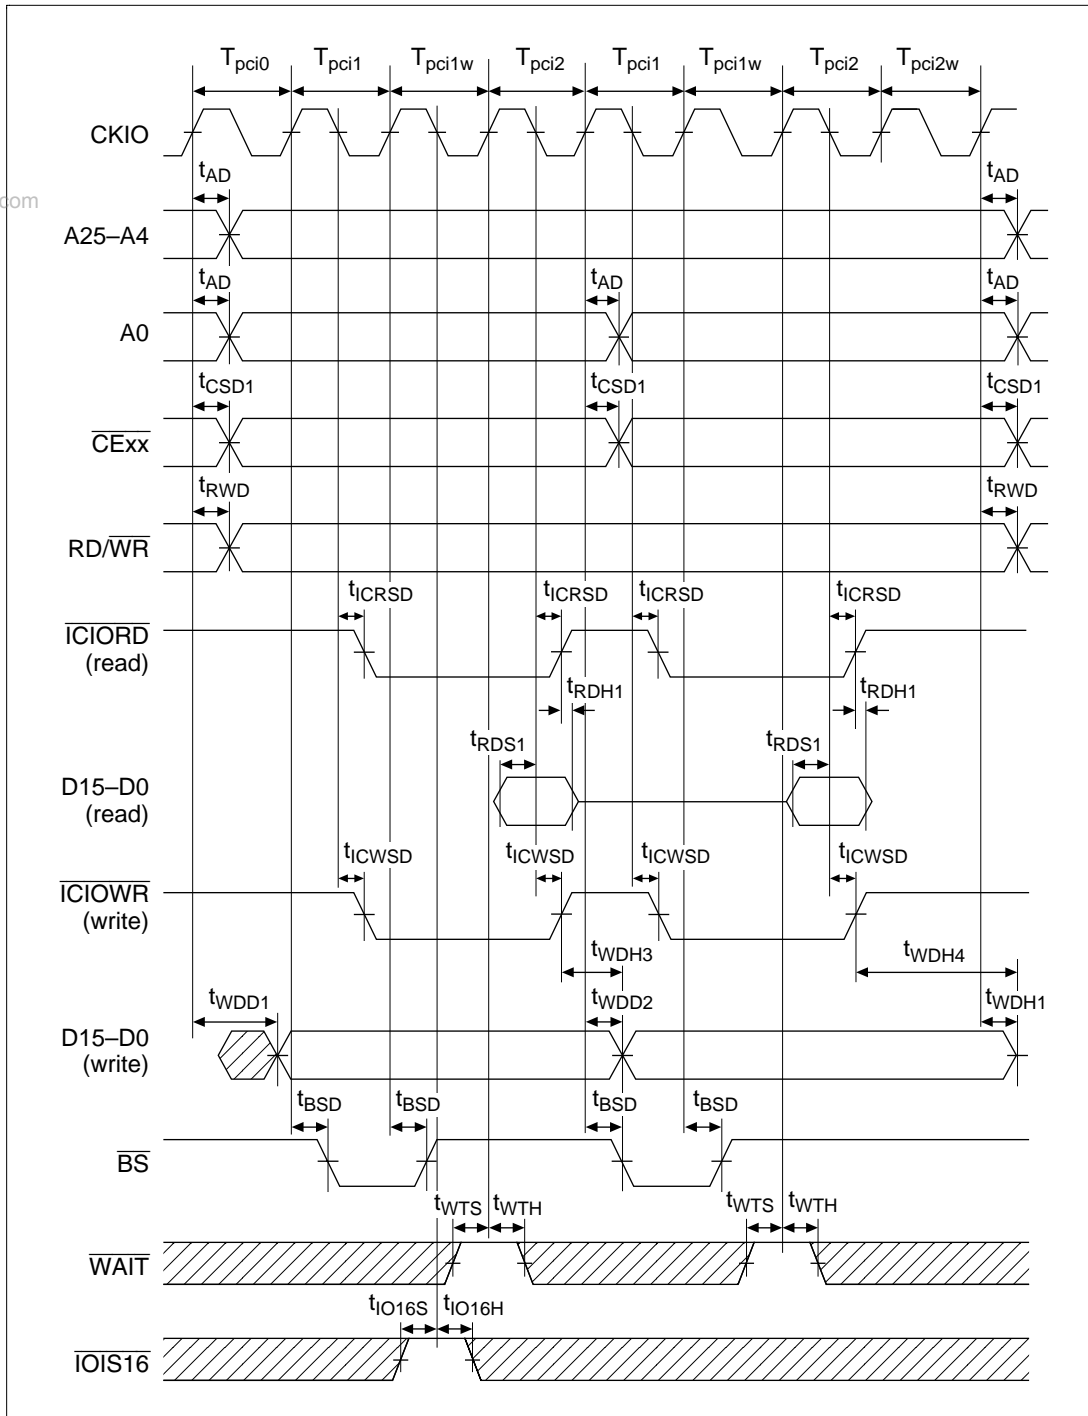 Tpci0 Tpci1 Tpci1w Tpci2 Tpci1 Tpci1w Tpci2 Tpci2w
CKIO
tAD tAD
com
A25–A4
tAD tAD tAD
A0
tCSD1 tCSD1 tCSD1
CExx
tRWD tRWD
RD/WR
tICRSD tICRSD tICRSD tICRSD
ICIORD
(read)
tRDH1 tRDH1
tRDS1 tRDS1
D15–D0
(read)
tICWSD tICWSD tICWSD tICWSD
ICIOWR
(write)
tWDH3 tWDH4
tWDD1 tWDD2 tWDH1
D15–D0
(write)
tBSD tBSD tBSD tBSD
BS
tWTS tWTH tWTS tWTH
WAIT
tIO16S tIO16H
IOIS16